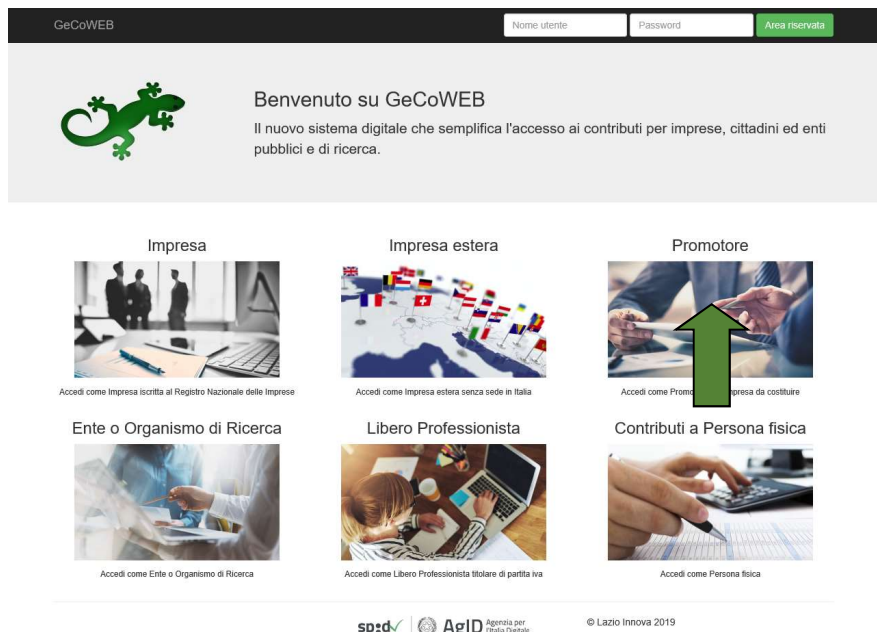 GeCoWEB
Nome utente
Password
Area riservata
Benvenuto su GeCoWEB
Il nuovo sistema digitale che semplifica l'accesso ai contributi per imprese, cittadini ed enti
pubblici e di ricerca.
Impresa
Impresa estera
Promotore
Accedi come Impresa iscritta al Registro Nazionale delle Imprese
Accedi come Impresa estera senza sede in Italia
Accedi come Promo mpresa da costituire
Ente o Organismo di Ricerca
Libero Professionista
Contributi a Persona fisica
Accedi come Ente o Organismo di Ricerca
Accedi come Libero Professionista titolare di partita iva
Accedi come Persona fisica
sp:d
AgID
Agenzia per
l'Italia Digitale
© Lazio Innova 2019